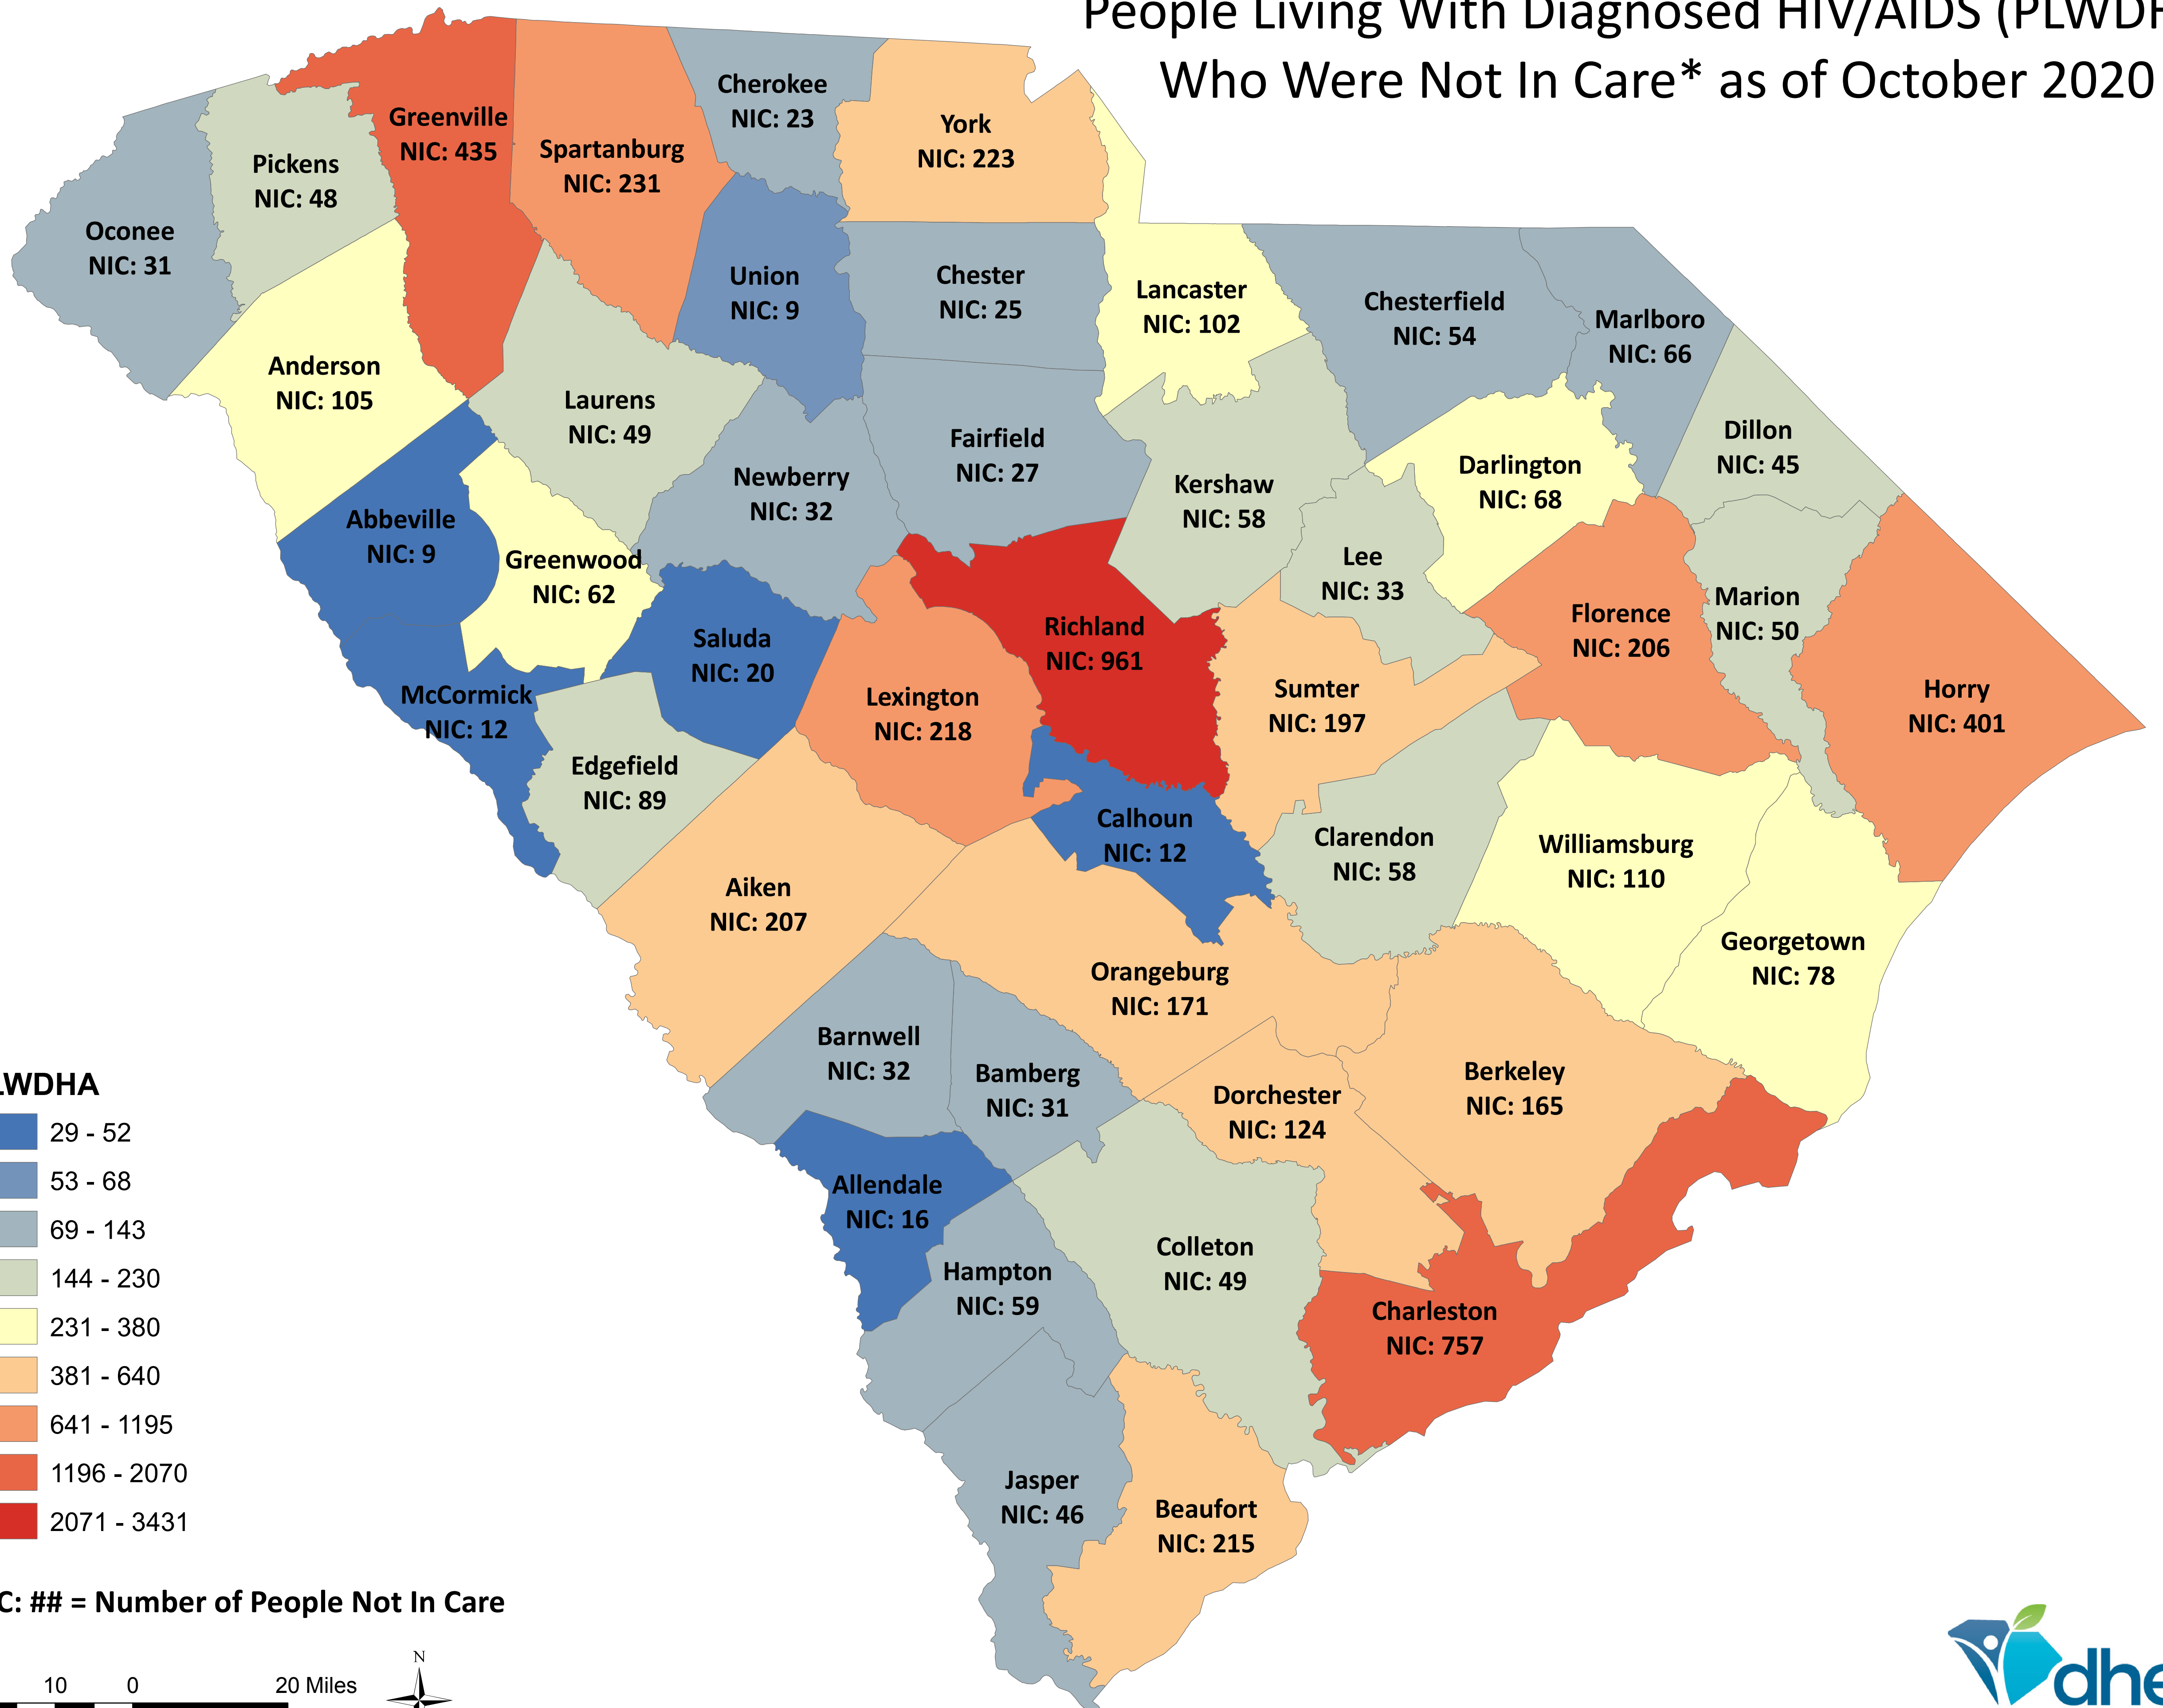 People Living With Diagnosed HIV/AIDS (PLWDH
Who Were Not In Care* as of October 2020
Cherokee
NIC: 23
Greenville
NIC: 435
York
NIC: 223
Spartanburg
NIC: 231
Pickens
NIC: 48
Oconee
NIC: 31
Union
NIC: 9
Chester
NIC: 25
Lancaster
NIC: 102
Chesterfield
NIC: 54
Marlboro
NIC: 66
Anderson
NIC: 105
Laurens
NIC: 49
Fairfield
NIC: 27
Dillon
NIC: 45
Newberry
NIC: 32
Kershaw
NIC: 58
Darlington
NIC: 68
Abbeville
NIC: 9
Greenwood
NIC: 62
Lee
NIC: 33
Marion
NIC: 50
Florence
NIC: 206
Richland
NIC: 961
Saluda
NIC: 20
McCormick
NIC: 12
Lexington
NIC: 218
Sumter
NIC: 197
Horry
NIC: 401
Edgefield
NIC: 89
Calhoun
NIC: 12
Clarendon
NIC: 58
Williamsburg
NIC: 110
Aiken
NIC: 207
Georgetown
NIC: 78
Orangeburg
NIC: 171
Barnwell
NIC: 32
Bamberg
NIC: 31
Dorchester
NIC: 124
Berkeley
NIC: 165
Allendale
NIC: 16
Hampton
NIC: 59
Colleton
NIC: 49
Charleston
NIC: 757
Jasper
NIC: 46
Beaufort
NIC: 215
LWDHA
29 - 52
53 - 68
69 - 143
144 - 230
231 - 380
381 - 640
641 - 1195
1196 - 2070
2071 - 3431
C: ## = Number of People Not In Care
N
10 0 20 Miles
dhe